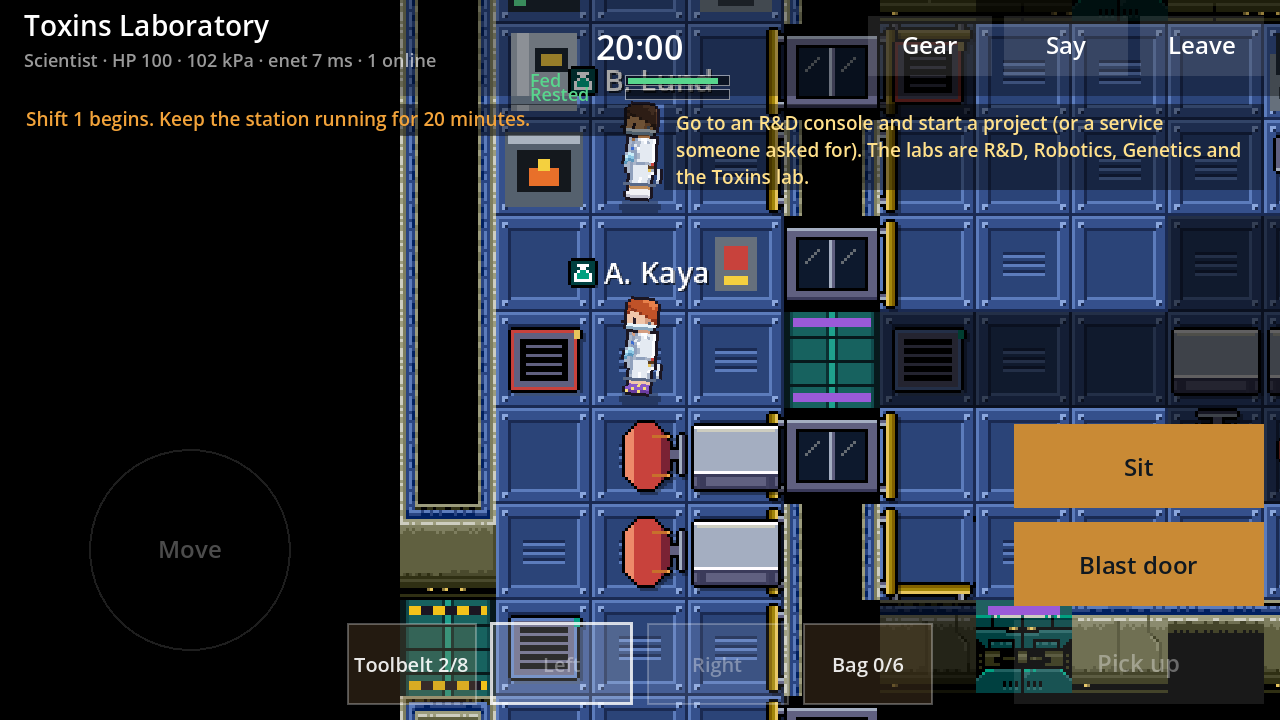 Toxins Laboratory
Scientist · HP 100 · 102 kPa · enet 7 ms · 1 online
20:00
Gear
Say
Leave
Fed
Rested
B. Lund
Shift 1 begins. Keep the station running for 20 minutes.
Go to an R&D console and start a project (or a service
someone asked for). The labs are R&D, Robotics, Genetics and
the Toxins lab.
A. Kaya
Sit
Move
Blast door
Toolbelt 2/8
Left
Right
Bag 0/6
Pick up